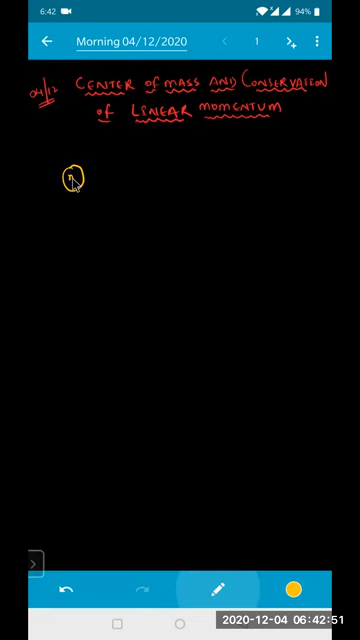 6:42 94%
Morning 04/12/2020 1
04/12 CENTER OF MASS AND CONSERVATION
OF LINEAR MOMENTUM
2020-12-04 06:42:51